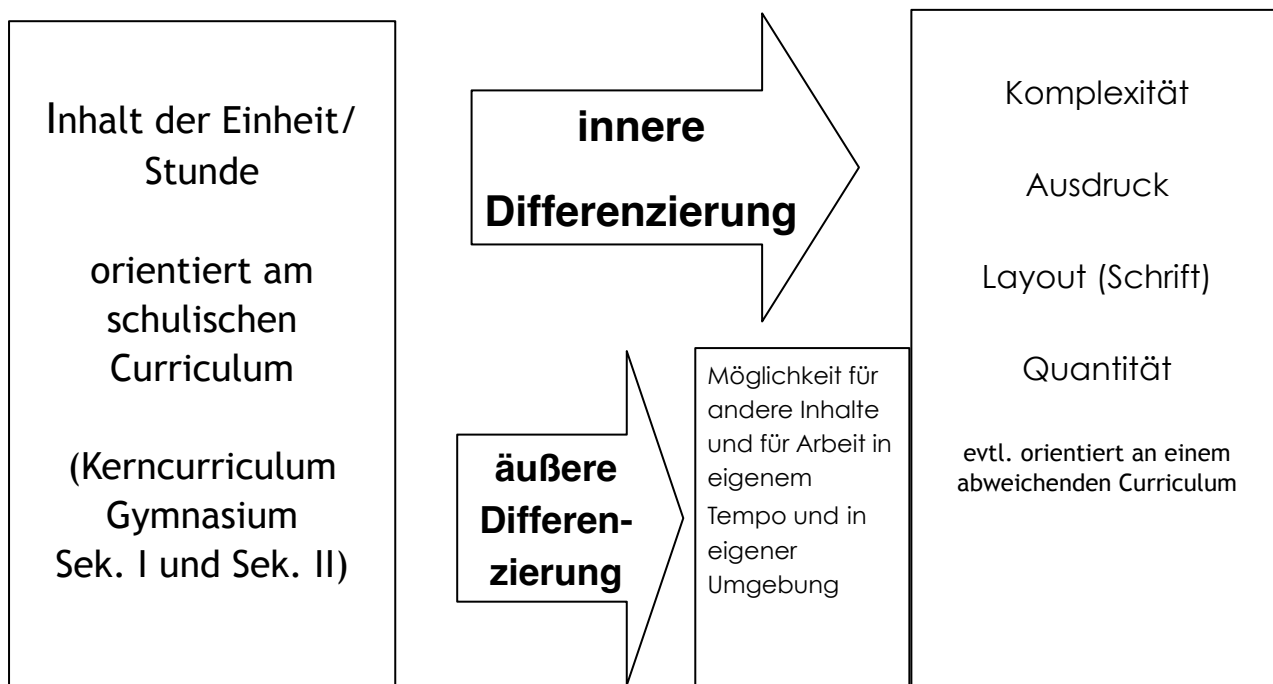 Inhalt der Einheit/
Stunde
orientiert am
schulischen
Curriculum
(Kerncurriculum
Gymnasium
Sek. I und Sek. II)
innere
Differenzierung
äußere
Differen-
zierung
Möglichkeit für
andere Inhalte
und für Arbeit in
eigenem
Tempo und in
eigener
Umgebung
Komplexität
Ausdruck
Layout (Schrift)
Quantität
evtl. orientiert an einem
abweichenden Curriculum